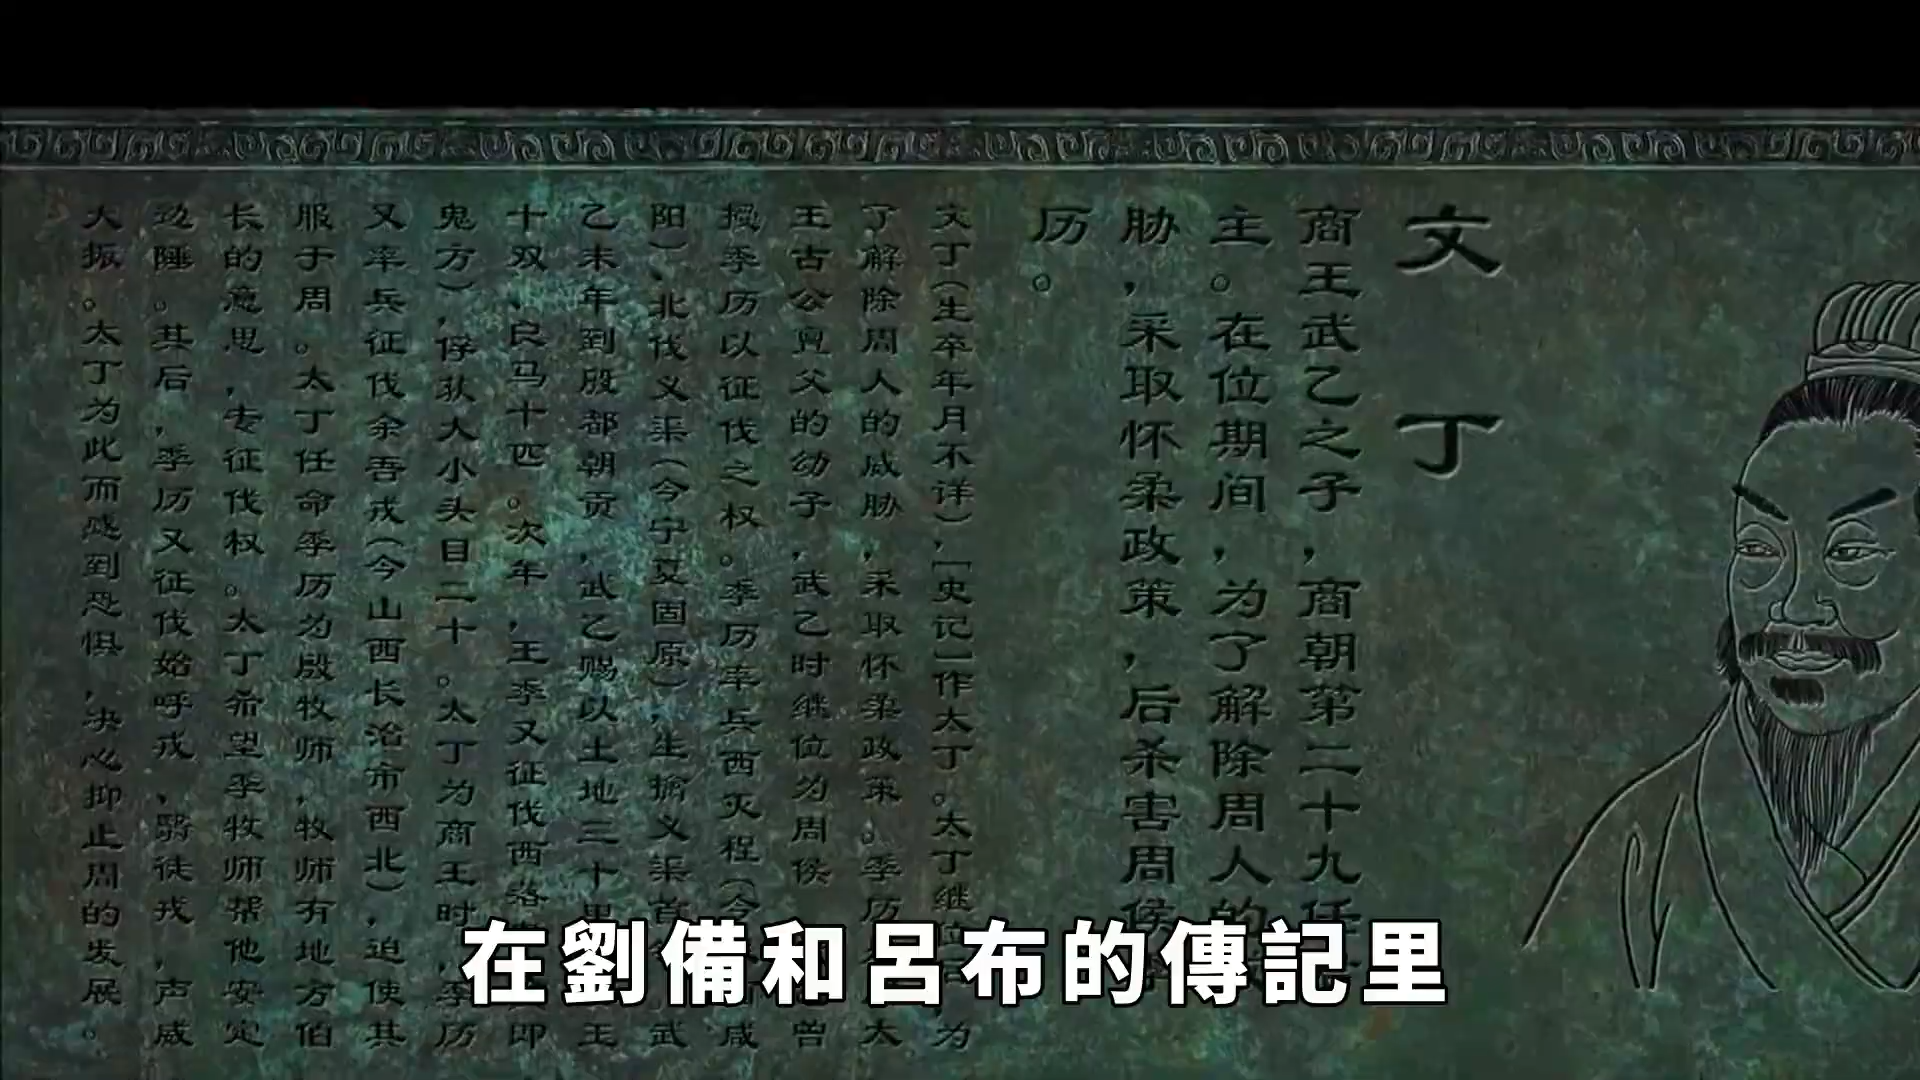 文丁
商王武乙之子，商朝第二十九任
主。在位期间，为了解除周人的
胁，采取怀柔政策，后杀害周侯
历。
文丁（生卒年月不详），［史记］作太丁。太丁继位 为
了解除周人的威胁，采取怀柔政策。季历 太
王古公亶父的幼子，武乙时继位为周侯 曾
授季历以征伐之权。季历率兵西灭程（今 咸
阳）、北伐义渠（今宁夏固原），生擒义渠首 武
乙末年到殷都朝贡，武乙赐以土地三十里 王
十双、良马十匹。次年，王季又征伐西落 即
鬼方），俘狄大小头目二十。太丁为商王时，季历
又率兵征伐余吾戎（今山西长治市西北），迫使其
服于周。太丁任命季历为殷牧师，牧师有地方伯
长的意思，专征伐权。太丁希望季牧师帮他安定
边陲。其后，季历又征伐始呼戎、翳徒戎，声威
大振。太丁为此而感到恐惧，决心抑止周的发展。
在劉備和呂布的傳記里